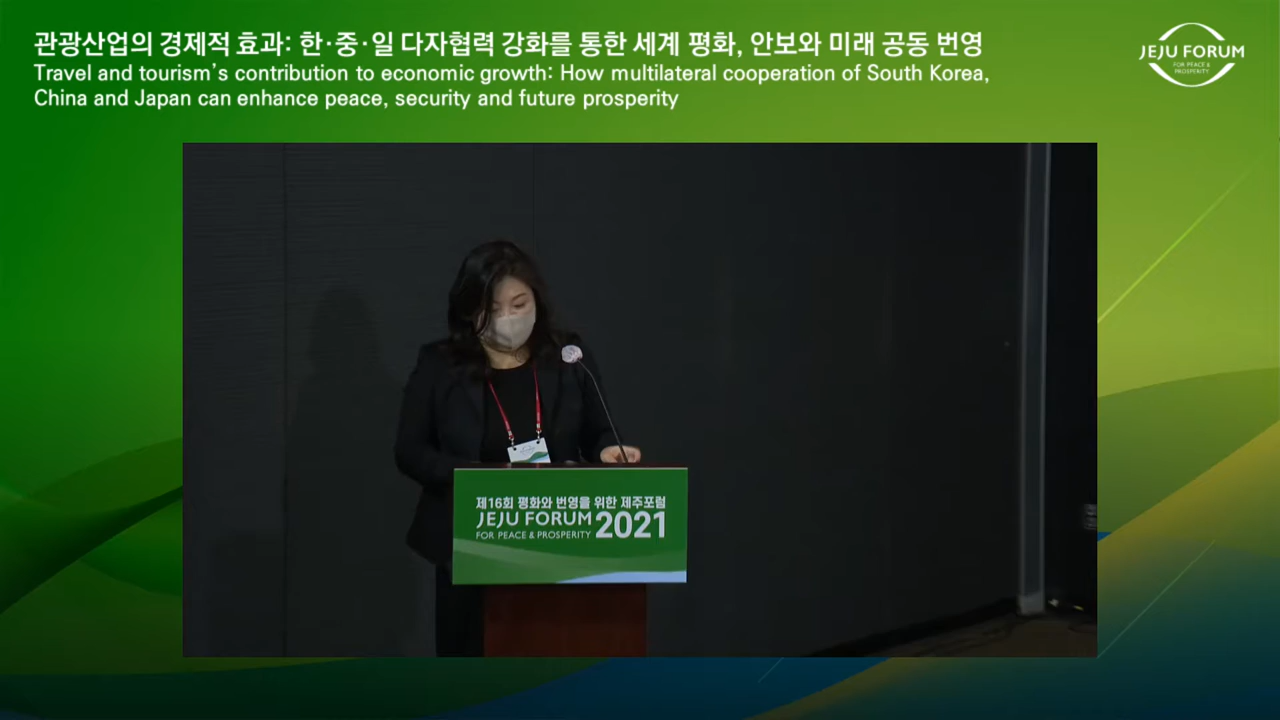 관광산업의 경제적 효과: 한·중·일 다자협력 강화를 통한 세계 평화, 안보와 미래 공동 번영
Travel and tourism's contribution to economic growth: How multilateral cooperation of South Korea,
China and Japan can enhance peace, security and future prosperity
JEJU FORUM
FOR PEACE &
PROSPERITY
제16회 평화와 번영을 위한 제주포럼
JEJU FORUM 2021
FOR PEACE & PROSPERITY